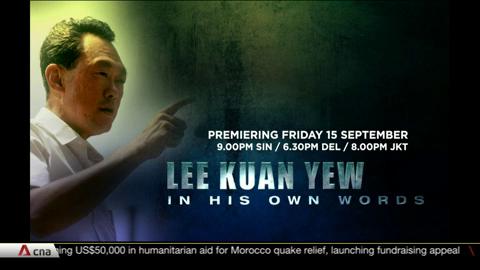 PREMIERING FRIDAY 15 SEPTEMBER
9.00PM SIN / 6.30PM DEL / 8.00PM JKT
LEE KUAN YEW
IN HIS OWN WORDS
cna ing US$50,000 in humanitarian aid for Morocco quake relief, launching fundraising appeal